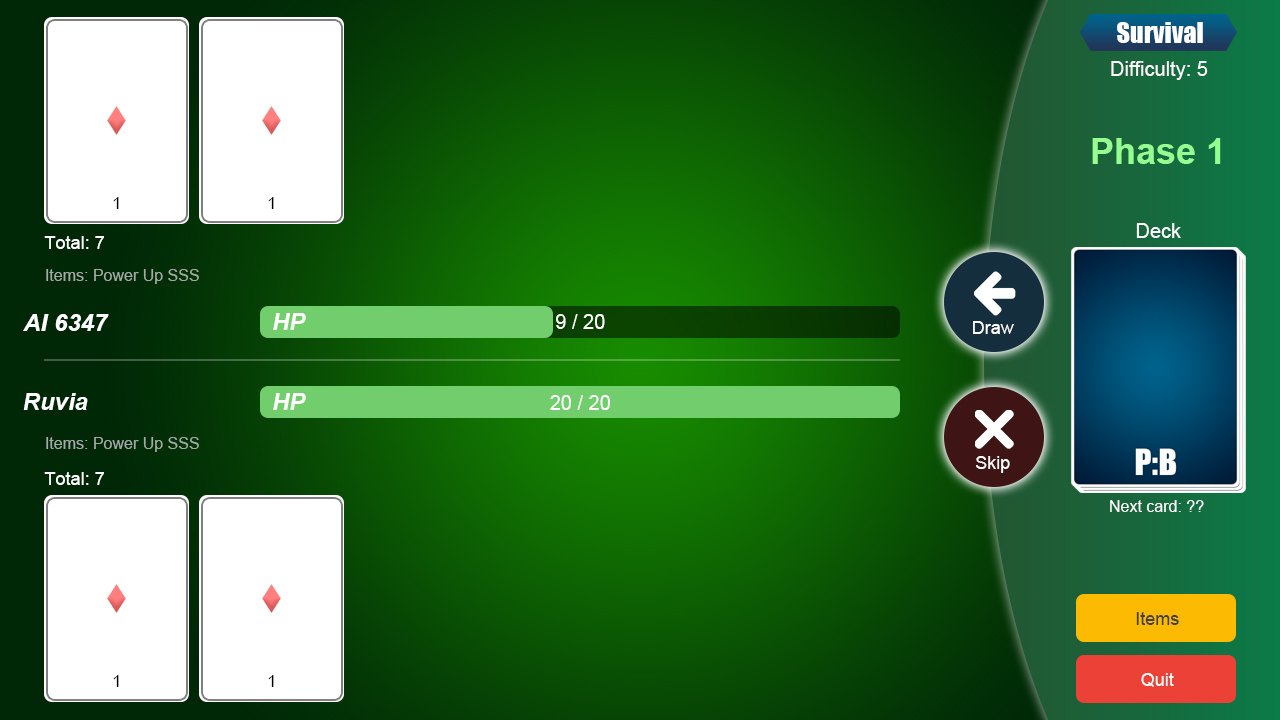 1
1
Total: 7
Items: Power Up SSS
AI 6347
HP
9 / 20
Ruvia
HP
20 / 20
Items: Power Up SSS
Total: 7
1
1
Draw
Skip
Survival
Difficulty: 5
Phase 1
Deck
P:B
Next card: ??
Items
Quit